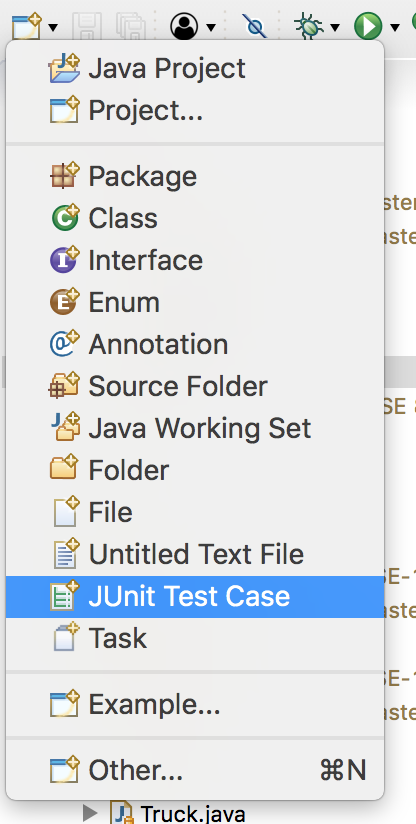 Java Project
Project...
Package
Class
Interface
Enum
Annotation
Source Folder
Java Working Set
Folder
File
Untitled Text File
JUnit Test Case
Task
Example...
Other... ⌘N
Truck.java